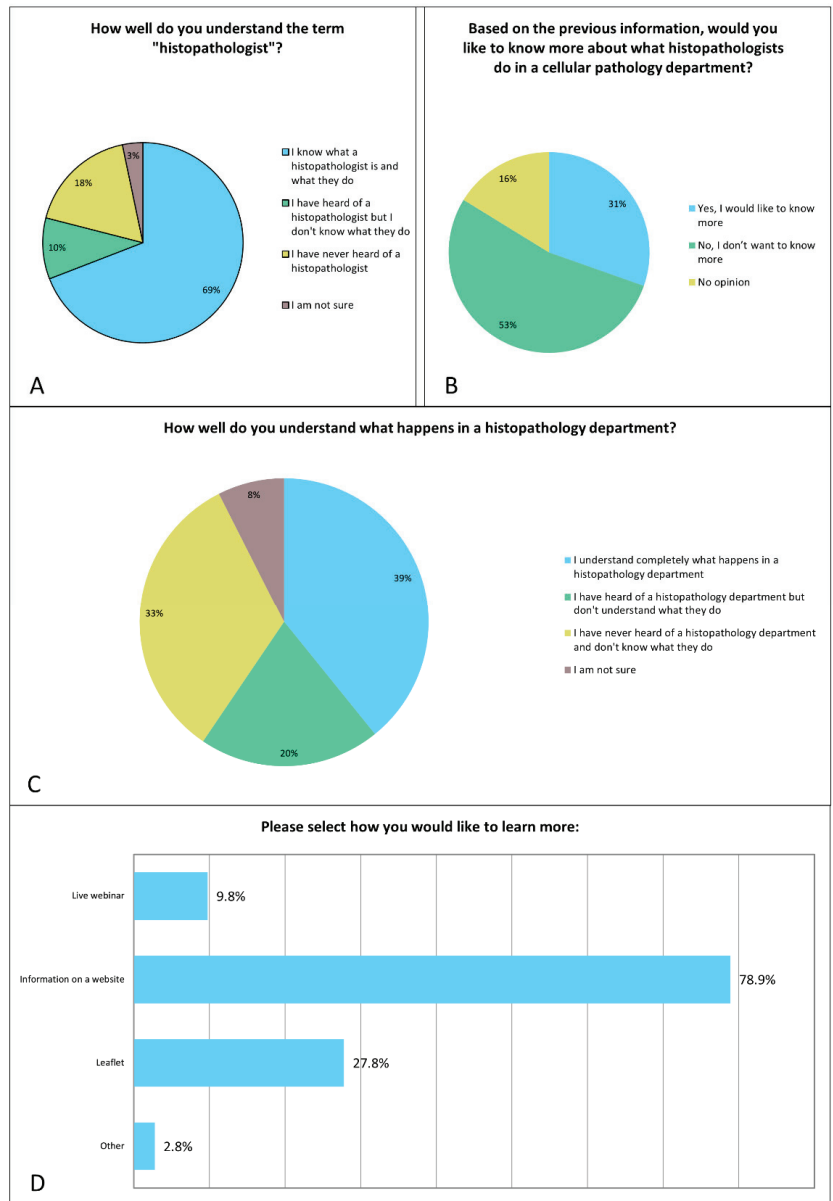 How well do you understand the term
"histopathologist"?
3%
18%
10%
69%
I know what a
histopathologist is and
what they do
I have heard of a
histopathologist but I
don't know what they do
I have never heard of a
histopathologist
I am not sure
A
Based on the previous information, would you
like to know more about what histopathologists
do in a cellular pathology department?
16%
31%
53%
Yes, I would like to know
more
No, I don't want to know
more
No opinion
B
How well do you understand what happens in a histopathology department?
8%
39%
33%
20%
I understand completely what happens in a
histopathology department
I have heard of a histopathology department but
don't understand what they do
I have never heard of a histopathology department
and don't know what they do
I am not sure
C
Please select how you would like to learn more:
Live webinar
9.8%
Information on a website
78.9%
Leaflet
27.8%
Other
2.8%
D